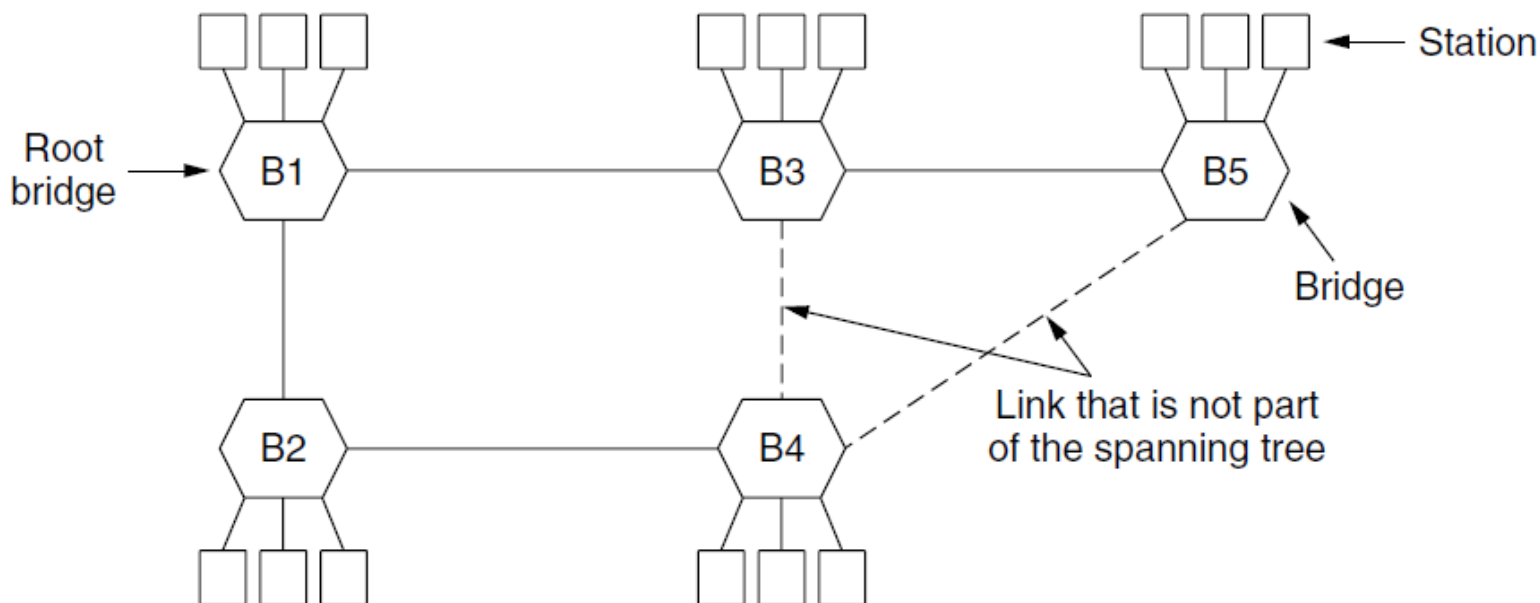 Station
Root
bridge
B1
B3
B5
Bridge
Link that is not part
of the spanning tree
B2
B4